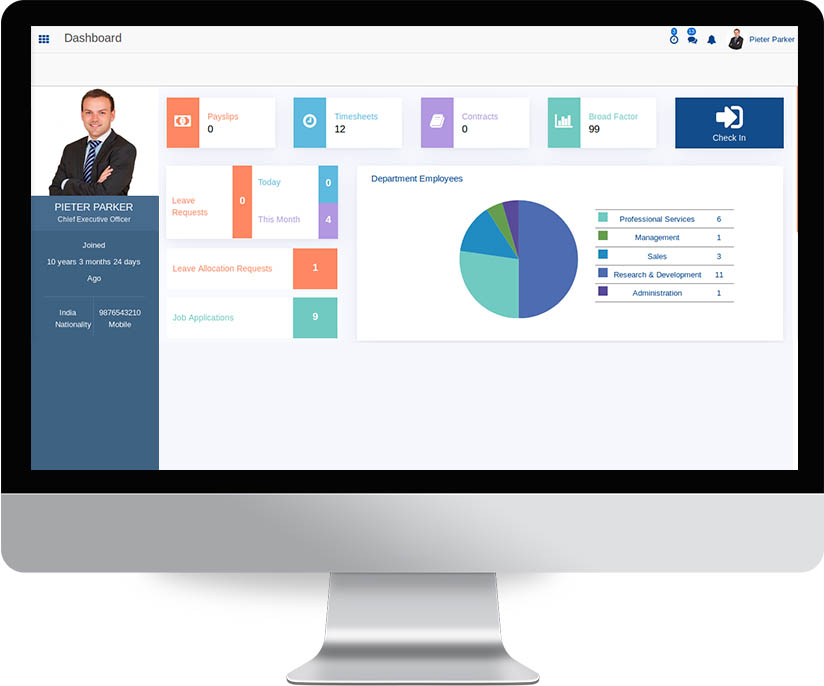 Dashboard
3
13
Pieter Parker
Payslips
0
Timesheets
12
Contracts
0
Broad Factor
99
Check In
PIETER PARKER
Chief Executive Officer
Joined
10 years 3 months 24 days
Ago
India
Nationality
9876543210
Mobile
Leave
Requests
0
Today
0
This Month
4
Leave Allocation Requests
1
Job Applications
9
Department Employees
Professional Services 6
Management 1
Sales 3
Research & Development 11
Administration 1